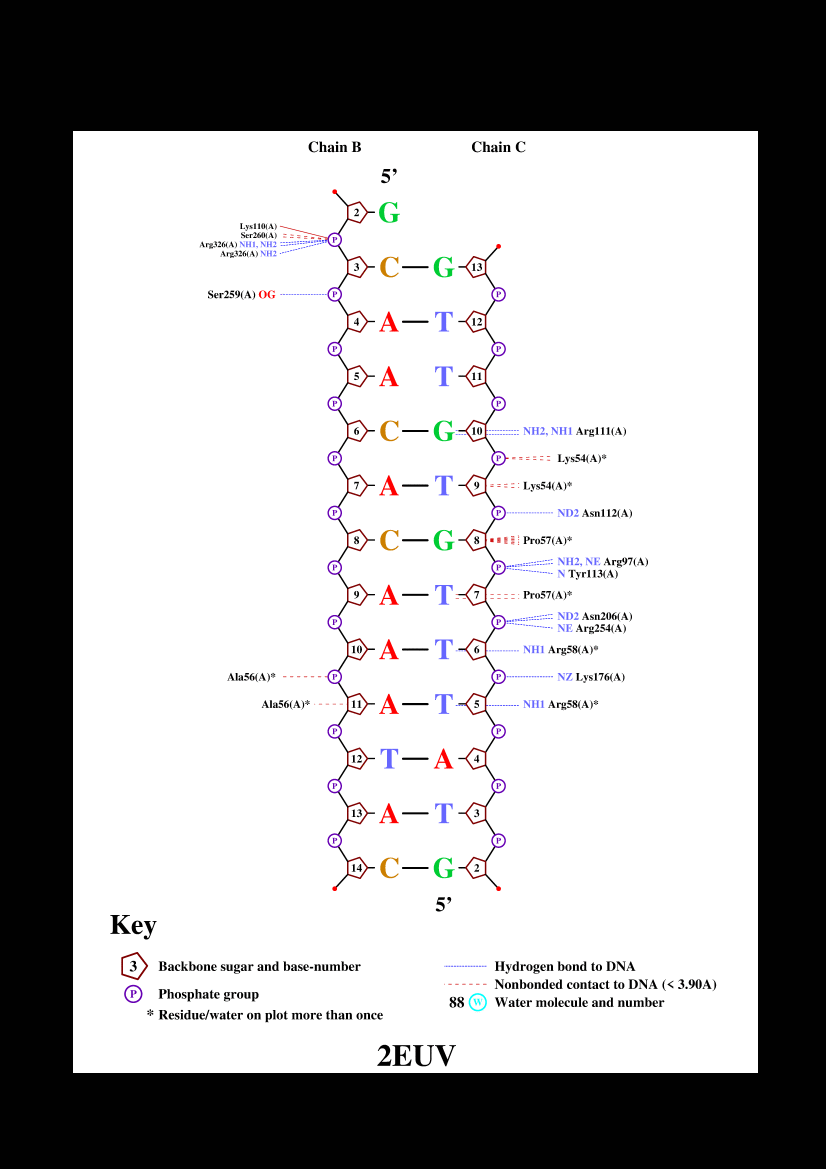 Chain B Chain C
5’
2 G
Lys110(A)
Ser260(A)
Arg326(A) NH1, NH2 P
Arg326(A) NH2
3 C G 13
Ser259(A) OG P P
4 A T 12
P P
5 A T 11
P P
6 C G 10 NH2, NH1 Arg111(A)
P P Lys54(A)*
7 A T 9 Lys54(A)*
P P ND2 Asn112(A)
8 C G 8 Pro57(A)*
P P NH2, NE Arg97(A)
N Tyr113(A)
9 A T 7 Pro57(A)*
P P ND2 Asn206(A)
NE Arg254(A)
10 A T 6 NH1 Arg58(A)*
Ala56(A)* P P NZ Lys176(A)
Ala56(A)* 11 A T 5 NH1 Arg58(A)*
P P
12 T A 4
P P
13 A T 3
P P
14 C G 2
5’
Key
3 Backbone sugar and base-number
P Phosphate group
* Residue/water on plot more than once
Hydrogen bond to DNA
Nonbonded contact to DNA (< 3.90A)
88 W Water molecule and number
2EUV